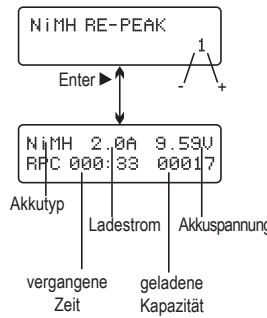 NiMH RE-PEAK
1
- +
Enter ▶
NiMH 2.0A 9.59V
RPC 000:33 00017
Akkutyp
Ladestrom
Akkuspannung
vergangene
Zeit
geladene
Kapazität